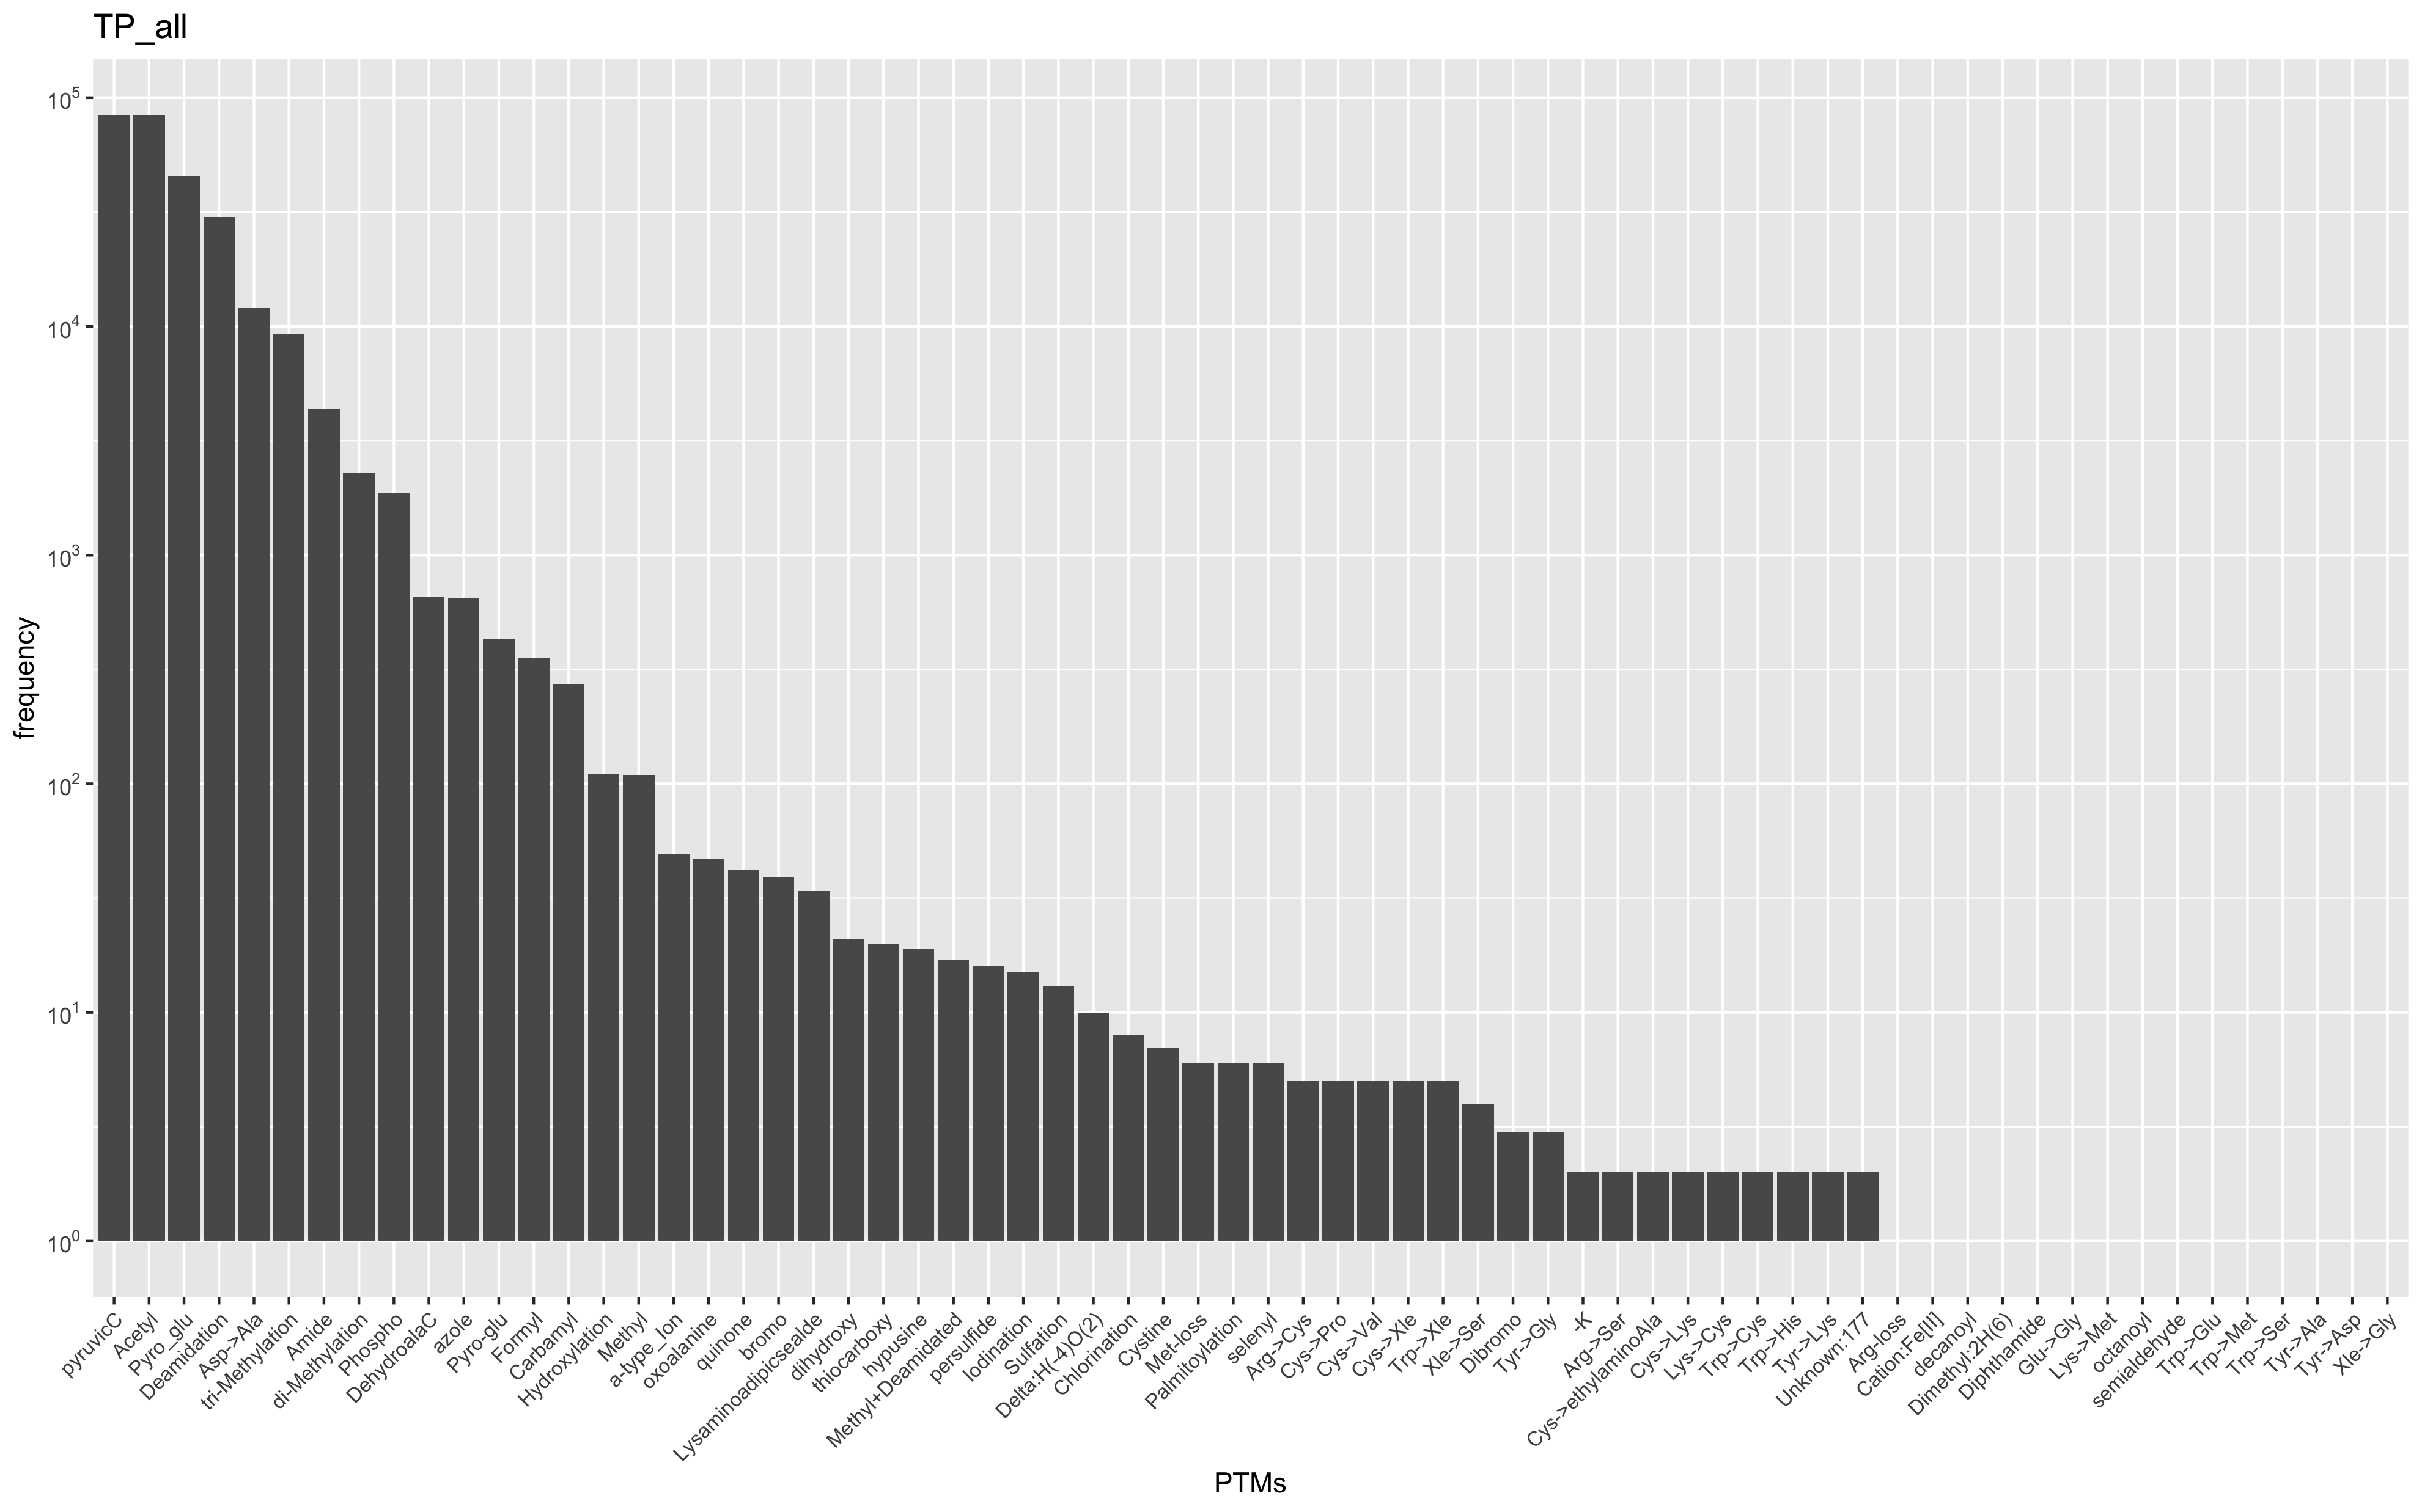 TP_all
frequency
10^5
10^4
10^3
10^2
10^1
10^0
pyruvicC
Acetyl
Pyro_glu
Deamidation
Asp->Ala
tri-Methylation
Amide
di-Methylation
Phospho
DehydroalaC
azole
Pyro-glu
Formyl
Carbamyl
Hydroxylation
Methyl
a-type_Ion
oxoalanine
quinone
bromo
Lysaminoadipicsealde
dihydroxy
thiocarboxy
hypusine
Methyl+Deamidated
persulfide
Iodination
Sulfation
Delta:H(-4)O(2)
Chlorination
Cystine
Met-loss
Palmitoylation
selenyl
Arg->Cys
Cys->Pro
Cys->Val
Cys->Xle
Trp->Xle
Xle->Ser
Dibromo
Tyr->Gly
-K
Arg->Ser
Cys->ethylaminoAla
Cys->Lys
Lys->Cys
Trp->Cys
Trp->His
Tyr->Lys
Unknown:177
Arg-loss
Cation:Fe[III]
decanoyl
Dimethyl:2H(6)
Diphthamide
Glu->Gly
Lys->Met
octanoyl
semialdehyde
Trp->Glu
Trp->Met
Trp->Ser
Tyr->Ala
Tyr->Asp
Xle->Gly
PTMs